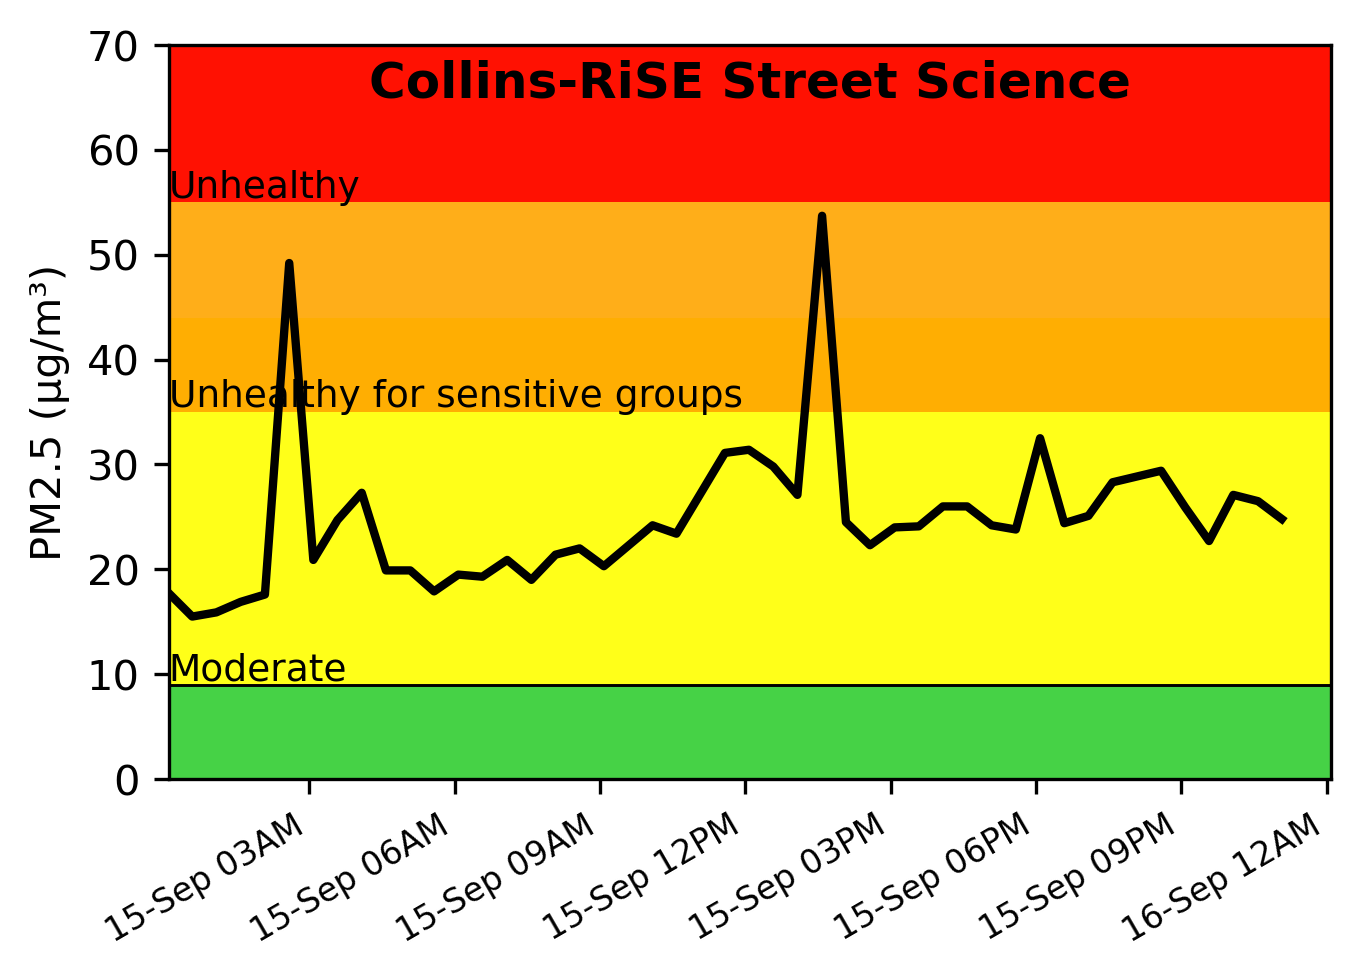 Collins-RiSE Street Science
70
60
Unhealthy
50
40
Unhealthy for sensitive groups
30
20
Moderate
10
0
PM2.5 (µg/m³)
15-Sep 03AM
15-Sep 06AM
15-Sep 09AM
15-Sep 12PM
15-Sep 03PM
15-Sep 06PM
15-Sep 09PM
16-Sep 12AM